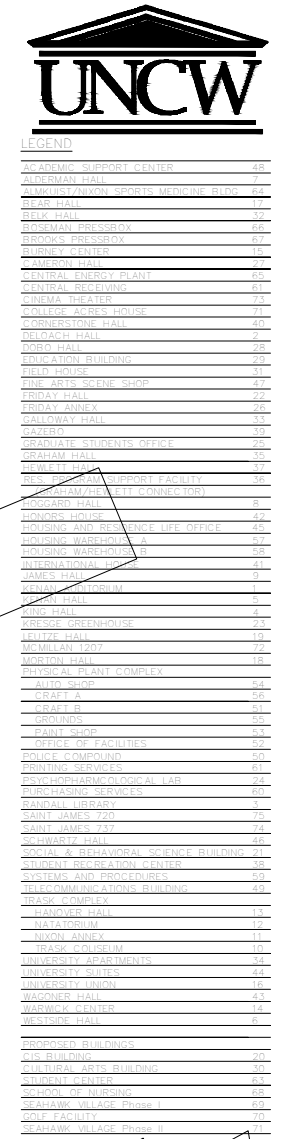 UNCW
LEGEND
ACADEMIC SUPPORT CENTER 48
ALDERMAN HALL 7
ALMKUIST/NIXON SPORTS MEDICINE BLDG 64
BEAR HALL 17
BELK HALL 32
BOSEMAN PRESSBOX 66
BROOKS PRESSBOX 67
BURNEY CENTER 15
CAMERON HALL 27
CENTRAL ENERGY PLANT 65
CENTRAL RECEIVING 61
CINEMA THEATER 73
COLLEGE ACRES HOUSE 71
CORNERSTONE HALL 40
DELOACH HALL 2
DOBO HALL 28
EDUCATION BUILDING 29
FIELD HOUSE 31
FINE ARTS SCENE SHOP 47
FRIDAY HALL 22
FRIDAY ANNEX 26
GALLOWAY HALL 33
GAZEBO 39
GRADUATE STUDENTS OFFICE 25
GRAHAM HALL 35
HEWLETT HALL 37
RES. PROGRAM SUPPORT FACILITY 36
(GRAHAM/HEWLETT CONNECTOR)
HOGGARD HALL 8
HONORS HOUSE 42
HOUSING AND RESIDENCE LIFE OFFICE 45
HOUSING WAREHOUSE A 57
HOUSING WAREHOUSE B 58
INTERNATIONAL HOUSE 41
JAMES HALL 9
KENAN AUDITORIUM 1
KENAN HALL 5
KING HALL 4
KRESGE GREENHOUSE 23
LEUTZE HALL 19
MCMILLAN 1207 72
MORTON HALL 18
PHYSICAL PLANT COMPLEX
AUTO SHOP 54
CRAFT A 56
CRAFT B 51
GROUNDS 55
PAINT SHOP 53
OFFICE OF FACILITIES 52
POLICE COMPOUND 50
PRINTING SERVICES 61
PSYCHOPHARMCOLOGICAL LAB 24
PURCHASING SERVICES 60
RANDALL LIBRARY 3
SAINT JAMES 720 75
SAINT JAMES 737 74
SCHWARTZ HALL 46
SOCIAL & BEHAVIORAL SCIENCE BUILDING 21
STUDENT RECREATION CENTER 38
SYSTEMS AND PROCEDURES 59
TELECOMMUNICATIONS BUILDING 49
TRASK COMPLEX
HANOVER HALL 13
NATATORIUM 12
NIXON ANNEX 11
TRASK COLISEUM 10
UNIVERSITY APARTMENTS 34
UNIVERSITY SUITES 44
UNIVERSITY UNION 16
WAGONER HALL 43
WARWICK CENTER 14
WESTSIDE HALL 6
PROPOSED BUILDINGS
CIS BUILDING 20
CULTURAL ARTS BUILDING 30
STUDENT CENTER 63
SCHOOL OF NURSING 68
SEAHAWK VILLAGE Phase I 69
GOLF FACILITY 70
SEAHAWK VILLAGE Phase II 71